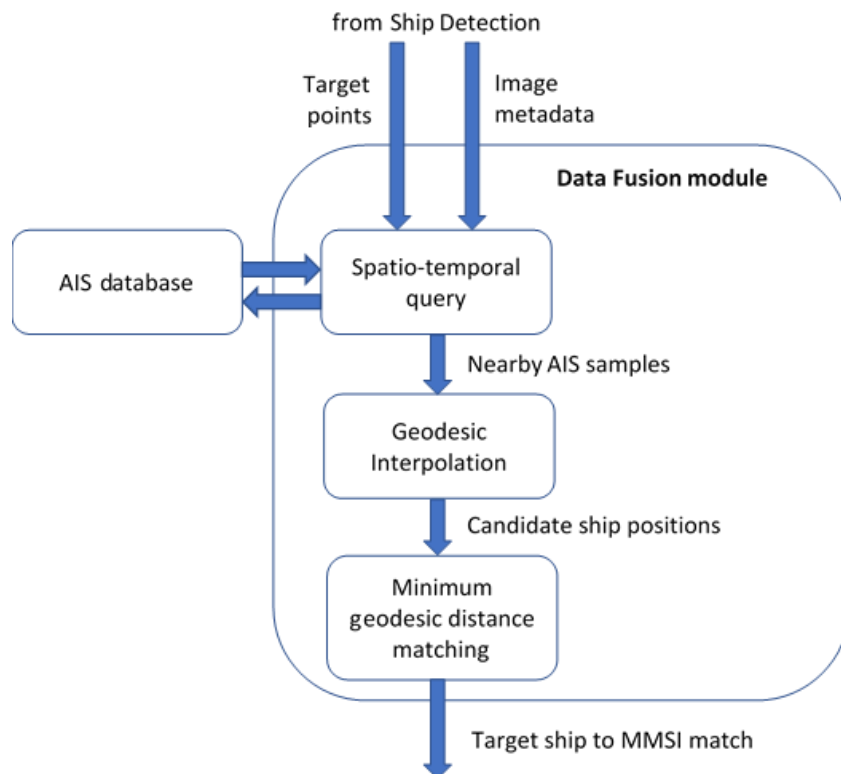 from Ship Detection
Target
points
Image
metadata
Data Fusion module
AIS database
Spatio-temporal
query
Nearby AIS samples
Geodesic
Interpolation
Candidate ship positions
Minimum
geodesic distance
matching
Target ship to MMSI match